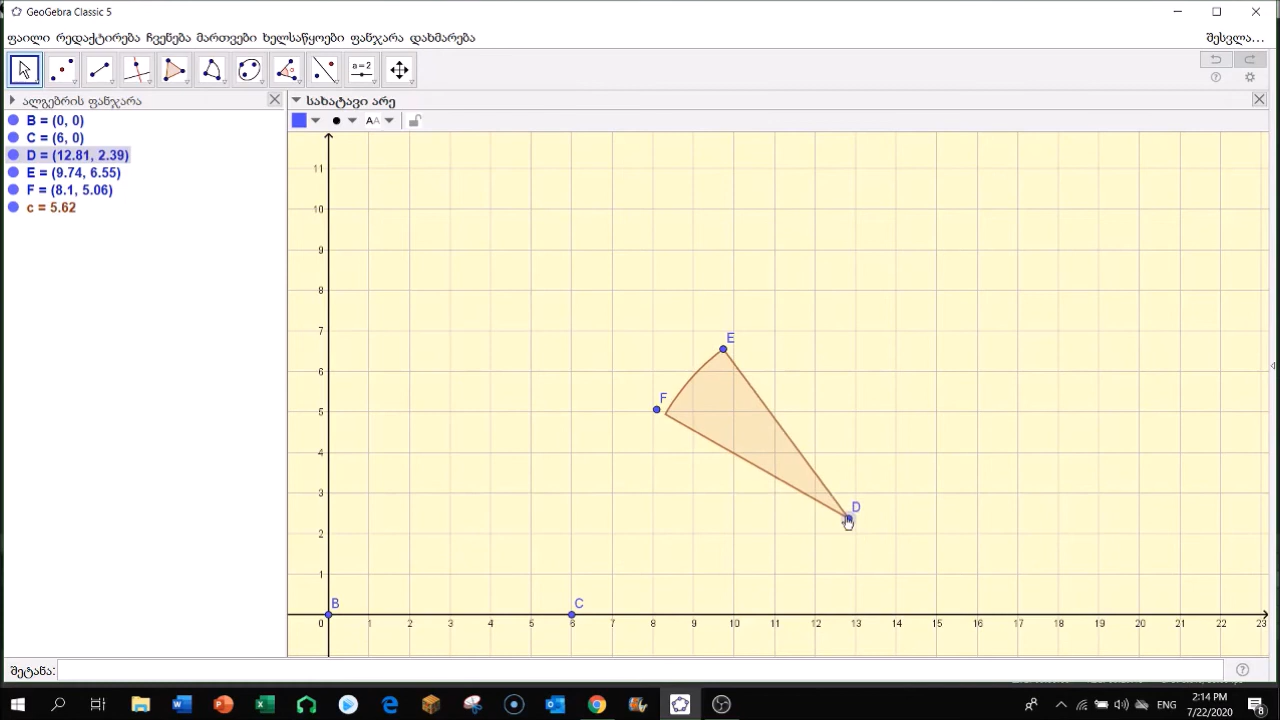 GeoGebra Classic 5
ფაილი რედაქტირება ჩვენება მართვები ხელსაწყოები ფანჯარა დახმარება
შესვლა...
a=2
ალგებრის ფანჯარა
სახატავი არე
AA
B = (0, 0)
C = (6, 0)
D = (12.81, 2.39)
E = (9.74, 6.55)
F = (8.1, 5.06)
c = 5.62
11
10
9
8
7
6
5
4
3
2
1
E
F
D
B
C
0 1 2 3 4 5 6 7 8 9 10 11 12 13 14 15 16 17 18 19 20 21 22 23
შეტანა:
ENG
2:14 PM
7/22/2020
8